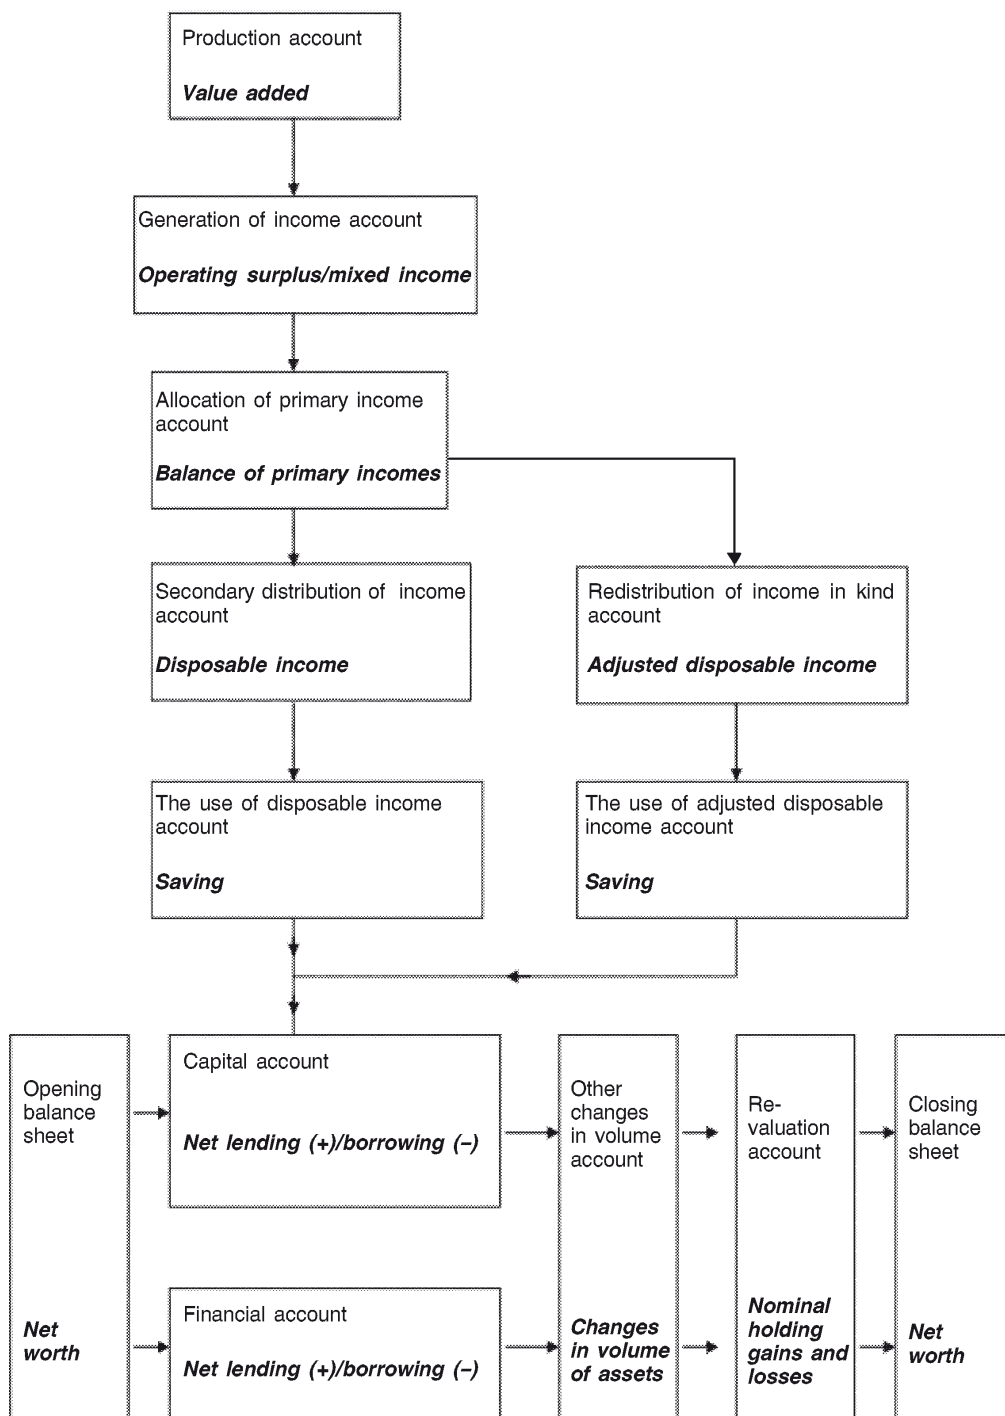 Production account
Value added
Generation of income account
Operating surplus/mixed income
Allocation of primary income
account
Balance of primary incomes
Secondary distribution of income
account
Disposable income
Redistribution of income in kind
account
Adjusted disposable income
The use of disposable income
account
Saving
The use of adjusted disposable
income account
Saving
Opening
balance
sheet
Net
worth
Capital account
Net lending (+)/borrowing (–)
Financial account
Net lending (+)/borrowing (–)
Other
changes
in volume
account
Changes
in volume
of assets
Re-
valuation
account
Nominal
holding
gains and
losses
Closing
balance
sheet
Net
worth